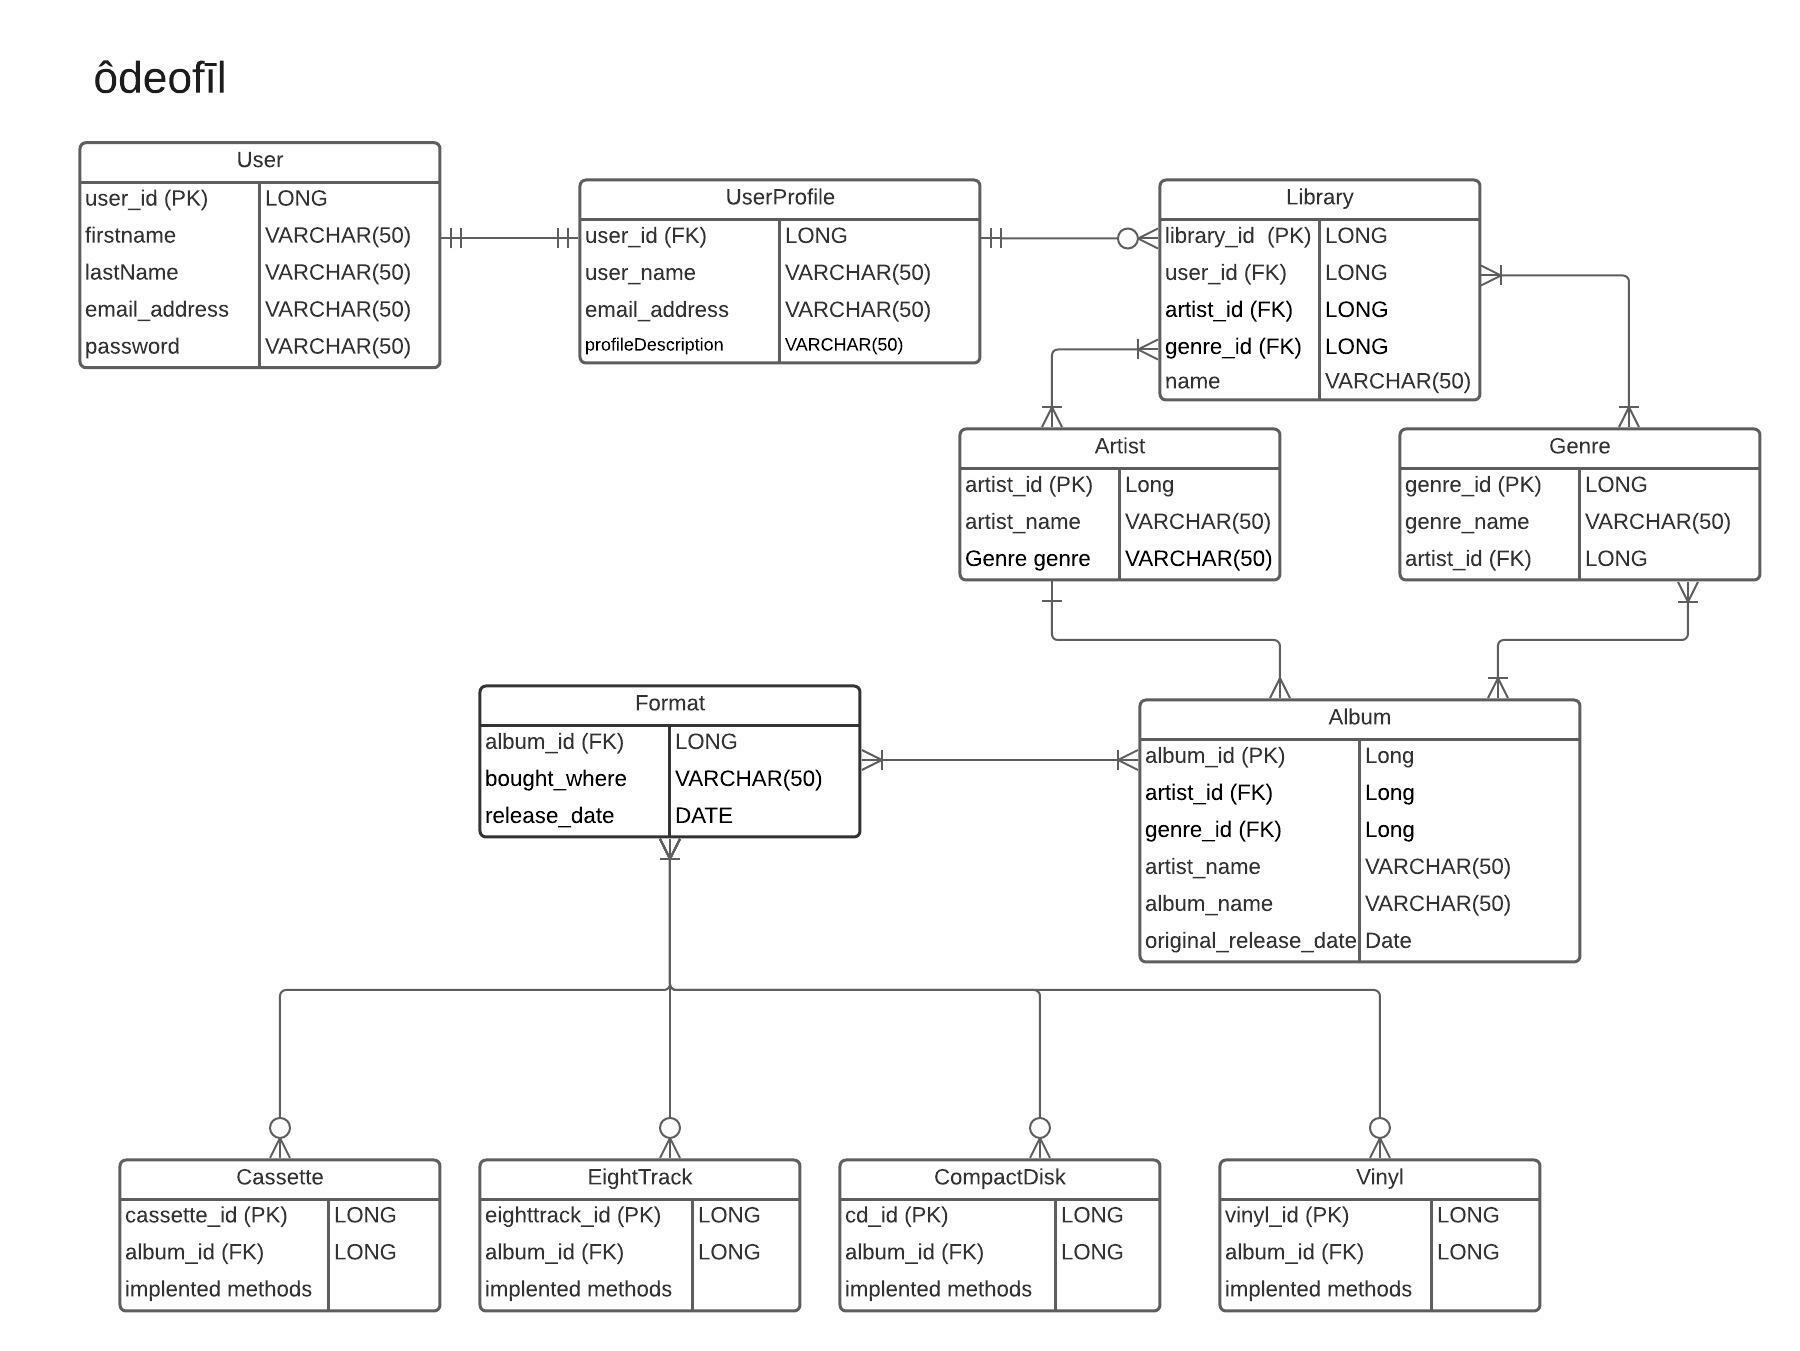 ôdeofīl
User
user_id (PK) LONG
firstname VARCHAR(50)
lastName VARCHAR(50)
email_address VARCHAR(50)
password VARCHAR(50)
UserProfile
user_id (FK) LONG
user_name VARCHAR(50)
email_address VARCHAR(50)
profileDescription VARCHAR(50)
Library
library_id (PK) LONG
user_id (FK) LONG
artist_id (FK) LONG
genre_id (FK) LONG
name VARCHAR(50)
Artist
artist_id (PK) Long
artist_name VARCHAR(50)
Genre genre VARCHAR(50)
Genre
genre_id (PK) LONG
genre_name VARCHAR(50)
artist_id (FK) LONG
Format
album_id (FK) LONG
bought_where VARCHAR(50)
release_date DATE
Album
album_id (PK) Long
artist_id (FK) Long
genre_id (FK) Long
artist_name VARCHAR(50)
album_name VARCHAR(50)
original_release_date Date
Cassette
cassette_id (PK) LONG
album_id (FK) LONG
implented methods
EightTrack
eighttrack_id (PK) LONG
album_id (FK) LONG
implented methods
CompactDisk
cd_id (PK) LONG
album_id (FK) LONG
implented methods
Vinyl
vinyl_id (PK) LONG
album_id (FK) LONG
implented methods